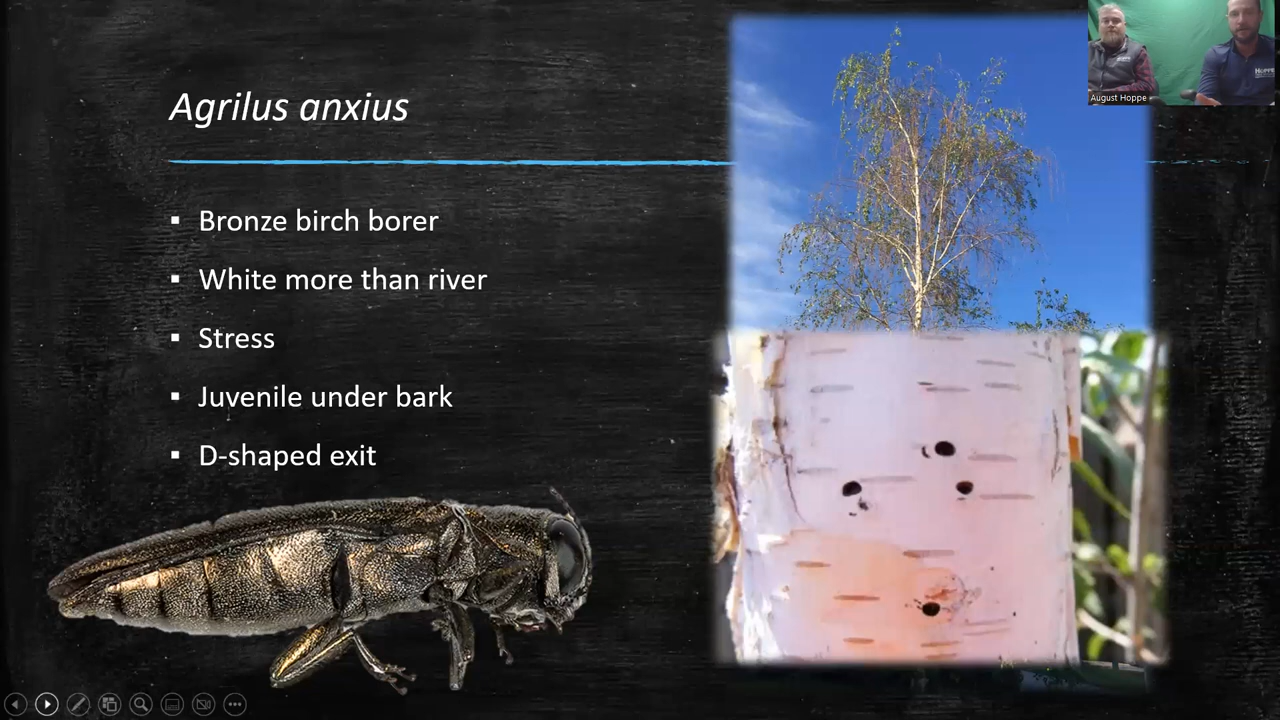 Agrilus anxius
Bronze birch borer
White more than river
Stress
Juvenile under bark
D-shaped exit
August Hoppe